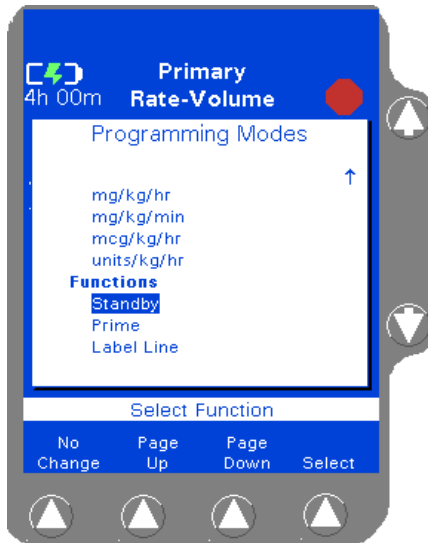 Primary
4h 00m Rate-Volume
Programming Modes
↑
mg/kg/hr
mg/kg/min
mcg/kg/hr
units/kg/hr
Functions
Standby
Prime
Label Line
Select Function
No Change
Page Up
Page Down
Select